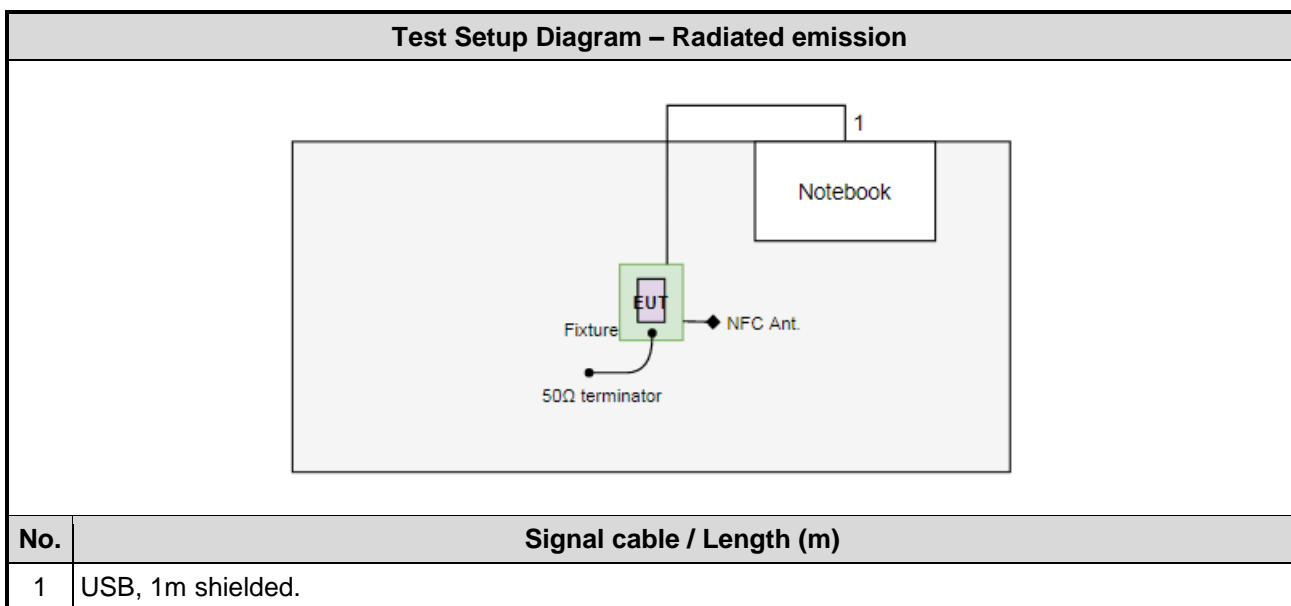 Test Setup Diagram – Radiated emission
1
Notebook
EUT
Fixture
NFC Ant.
50Ω terminator
No. Signal cable / Length (m)
1 USB, 1m shielded.